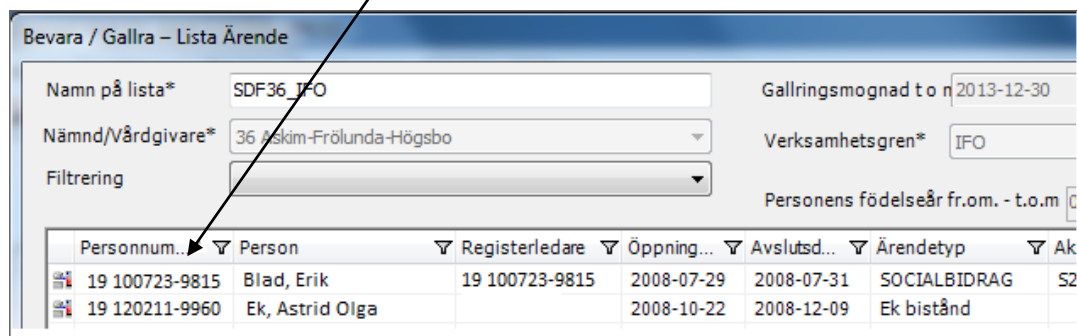 Bevara / Gallra – Lista Ärende
Namn på lista* SDF36_IFO Gallringsmognad t o m 2013-12-30
Nämnd/Vårdgivare* 36 Askim-Frölunda-Högsbo Verksamhetsgren* IFO
Filtrering
Personens födelseår fr.om. - t.o.m
Personnum... Person Registerledare Öppning... Avslutsd... Ärendetyp Ak
19 100723-9815 Blad, Erik 19 100723-9815 2008-07-29 2008-07-31 SOCIALBIDRAG S2
19 120211-9960 Ek, Astrid Olga 2008-10-22 2008-12-09 Ek bistånd